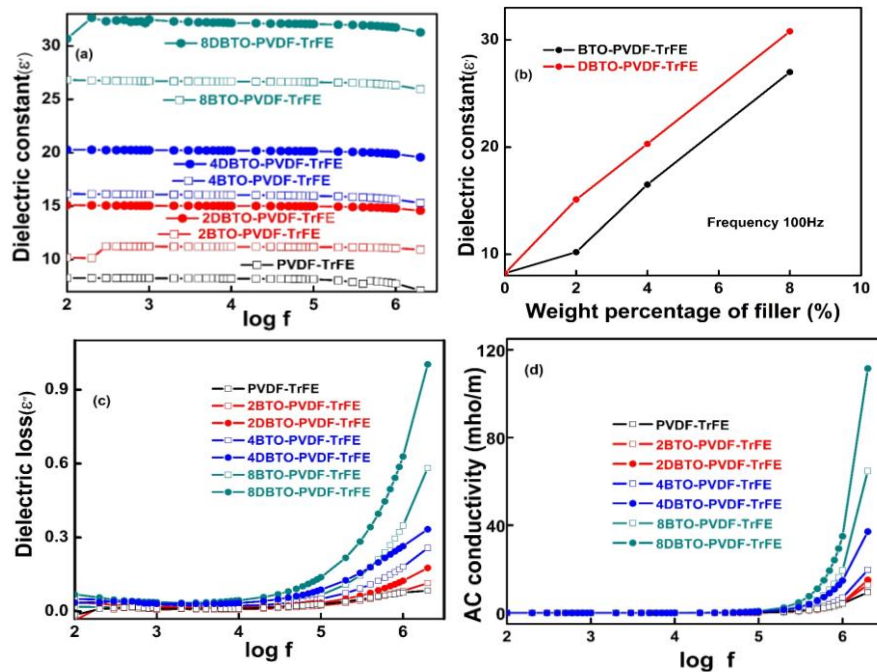 (a)
Dielectric constant(ε')
30
25
20
15
10
8DBTO-PVDF-TrFE
8BTO-PVDF-TrFE
4DBTO-PVDF-TrFE
4BTO-PVDF-TrFE
2DBTO-PVDF-TrFE
2BTO-PVDF-TrFE
PVDF-TrFE
2 3 4 5 6
log f
(b)
Dielectric constant(ε')
30
20
10
BTO-PVDF-TrFE
DBTO-PVDF-TrFE
Frequency 100Hz
0 2 4 6 8 10
Weight percentage of filler (%)
(c)
Dielectric loss(ε")
0.9
0.6
0.3
0.0
PVDF-TrFE
2BTO-PVDF-TrFE
2DBTO-PVDF-TrFE
4BTO-PVDF-TrFE
4DBTO-PVDF-TrFE
8BTO-PVDF-TrFE
8DBTO-PVDF-TrFE
2 3 4 5 6
log f
(d)
AC conductivity (mho/m)
120
80
40
0
PVDF-TrFE
2BTO-PVDF-TrFE
2DBTO-PVDF-TrFE
4BTO-PVDF-TrFE
4DBTO-PVDF-TrFE
8BTO-PVDF-TrFE
8DBTO-PVDF-TrFE
2 3 4 5 6
log f